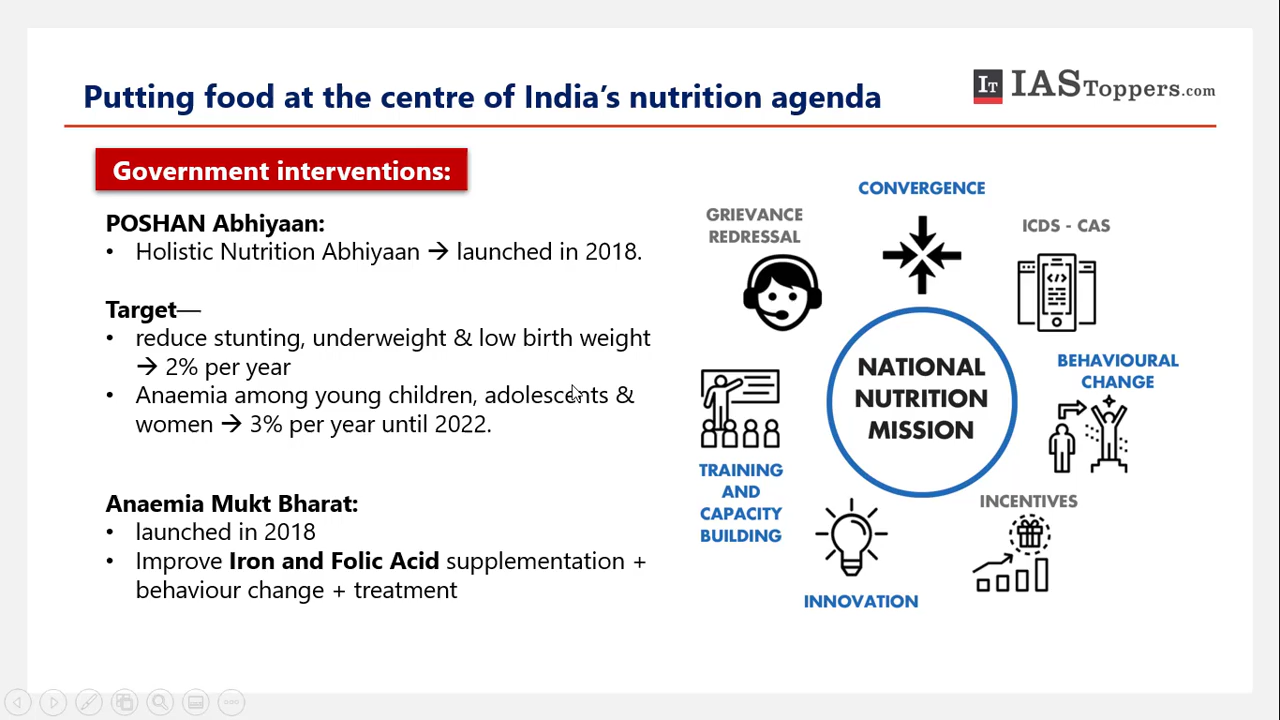 Putting food at the centre of India's nutrition agenda
IT IASToppers.com
Government interventions:
POSHAN Abhiyaan:
• Holistic Nutrition Abhiyaan → launched in 2018.
Target—
• reduce stunting, underweight & low birth weight
→ 2% per year
• Anaemia among young children, adolescents &
women → 3% per year until 2022.
Anaemia Mukt Bharat:
• launched in 2018
• Improve Iron and Folic Acid supplementation +
behaviour change + treatment
CONVERGENCE
GRIEVANCE
REDRESSAL
ICDS - CAS
</>
NATIONAL
NUTRITION
MISSION
BEHAVIOURAL
CHANGE
TRAINING
AND
CAPACITY
BUILDING
INCENTIVES
INNOVATION